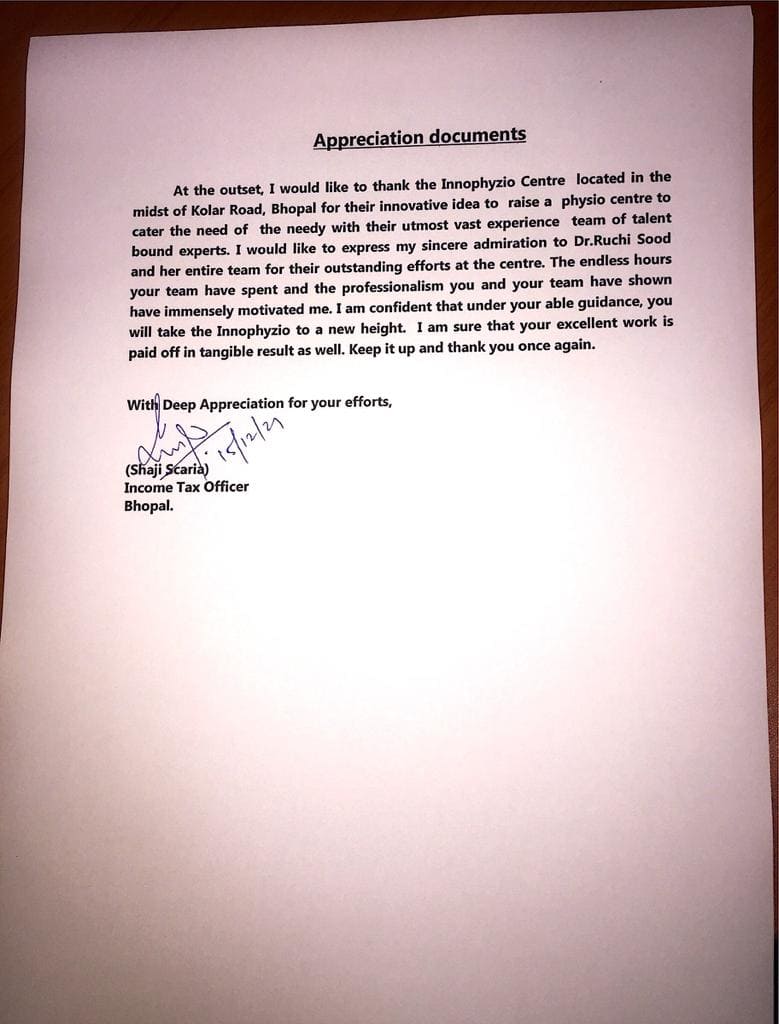 Appreciation documents
At the outset, I would like to thank the Innophyzio Centre located in the
midst of Kolar Road, Bhopal for their innovative idea to raise a physio centre to
cater the need of the needy with their utmost vast experience team of talent
bound experts. I would like to express my sincere admiration to Dr.Ruchi Sood
and her entire team for their outstanding efforts at the centre. The endless hours
your team have spent and the professionalism you and your team have shown
have immensely motivated me. I am confident that under your able guidance, you
will take the Innophyzio to a new height. I am sure that your excellent work is
paid off in tangible result as well. Keep it up and thank you once again.
With Deep Appreciation for your efforts,
15/12/21
(Shaji Scaria)
Income Tax Officer
Bhopal.